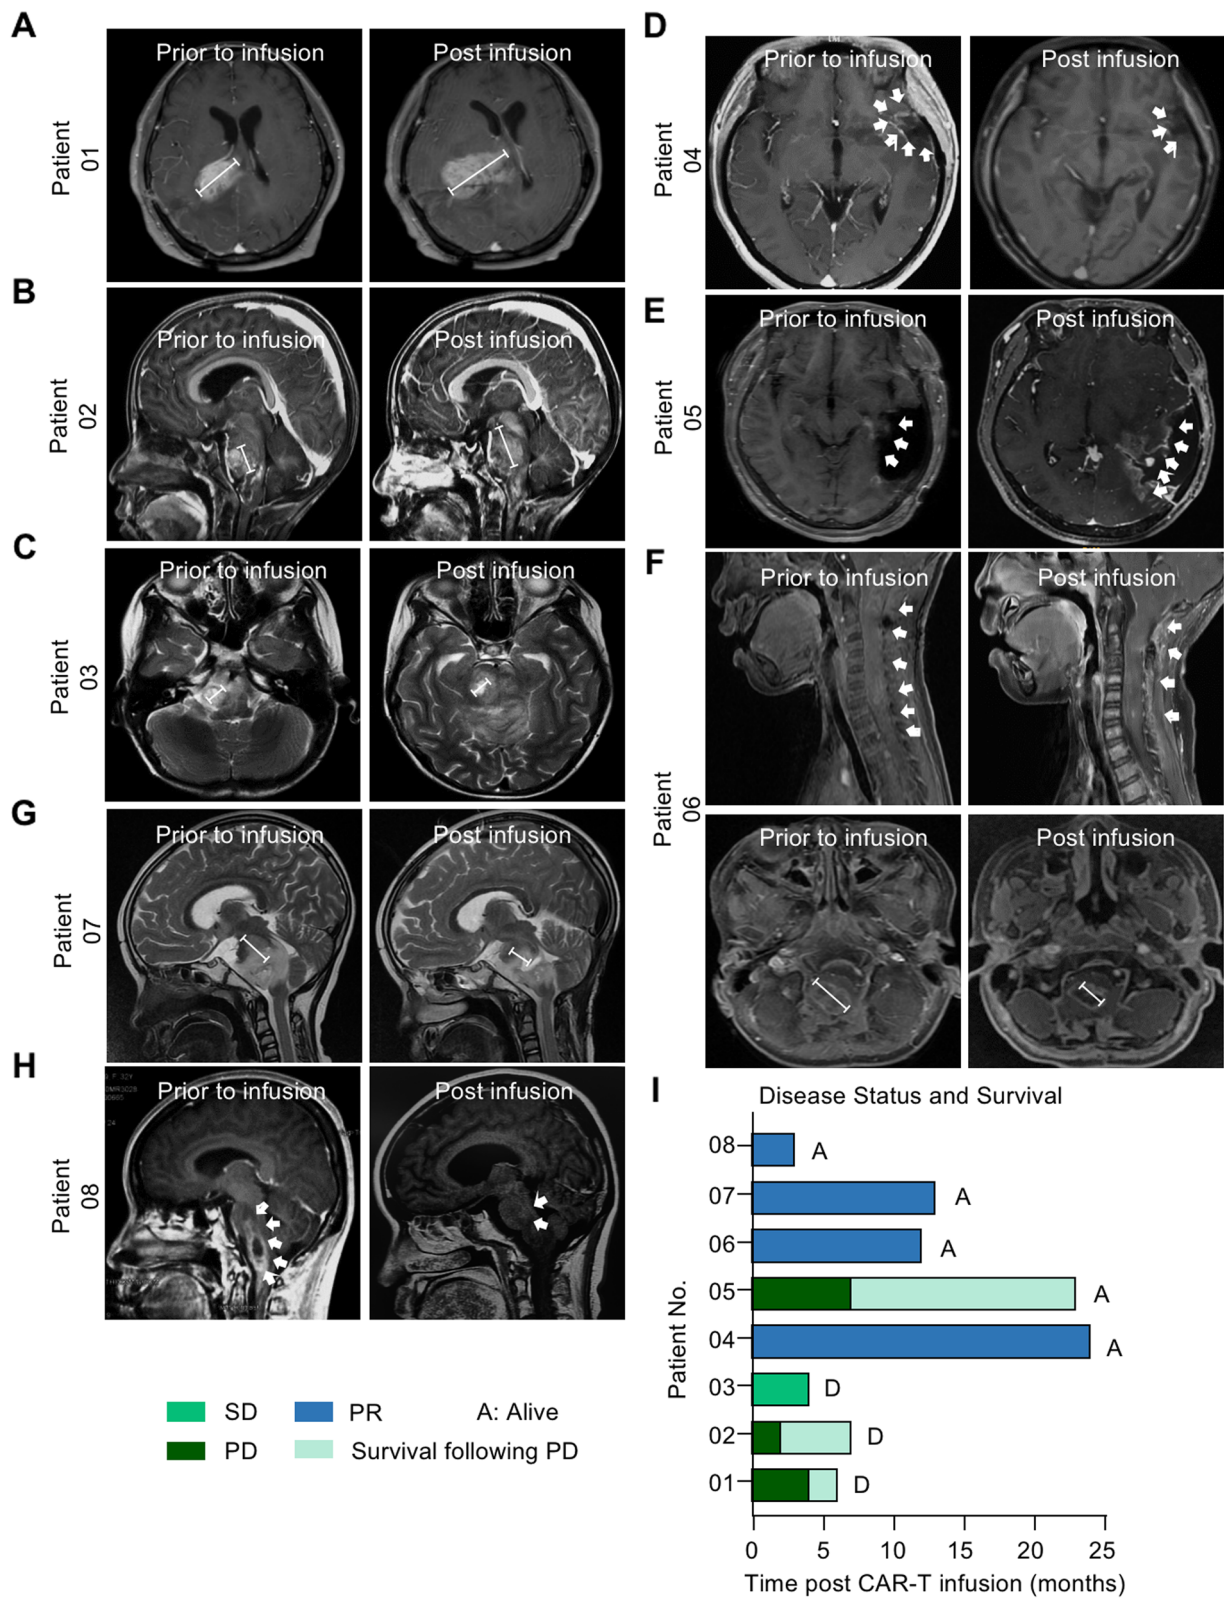 A
Prior to infusion
Post infusion
Patient
01
B
Prior to infusion
Post infusion
Patient
02
C
Prior to infusion
Post infusion
Patient
03
D
Prior to infusion
Post infusion
Patient
04
E
Prior to infusion
Post infusion
Patient
05
F
Prior to infusion
Post infusion
Prior to infusion
Post infusion
Patient
06
G
Prior to infusion
Post infusion
Patient
07
H
Prior to infusion
Post infusion
Patient
08
SD
PR
A: Alive
PD
Survival following PD
I
Disease Status and Survival
Patient No.
08 A
07 A
06 A
05 A
04 A
03 D
02 D
01 D
0 5 10 15 20 25
Time post CAR-T infusion (months)